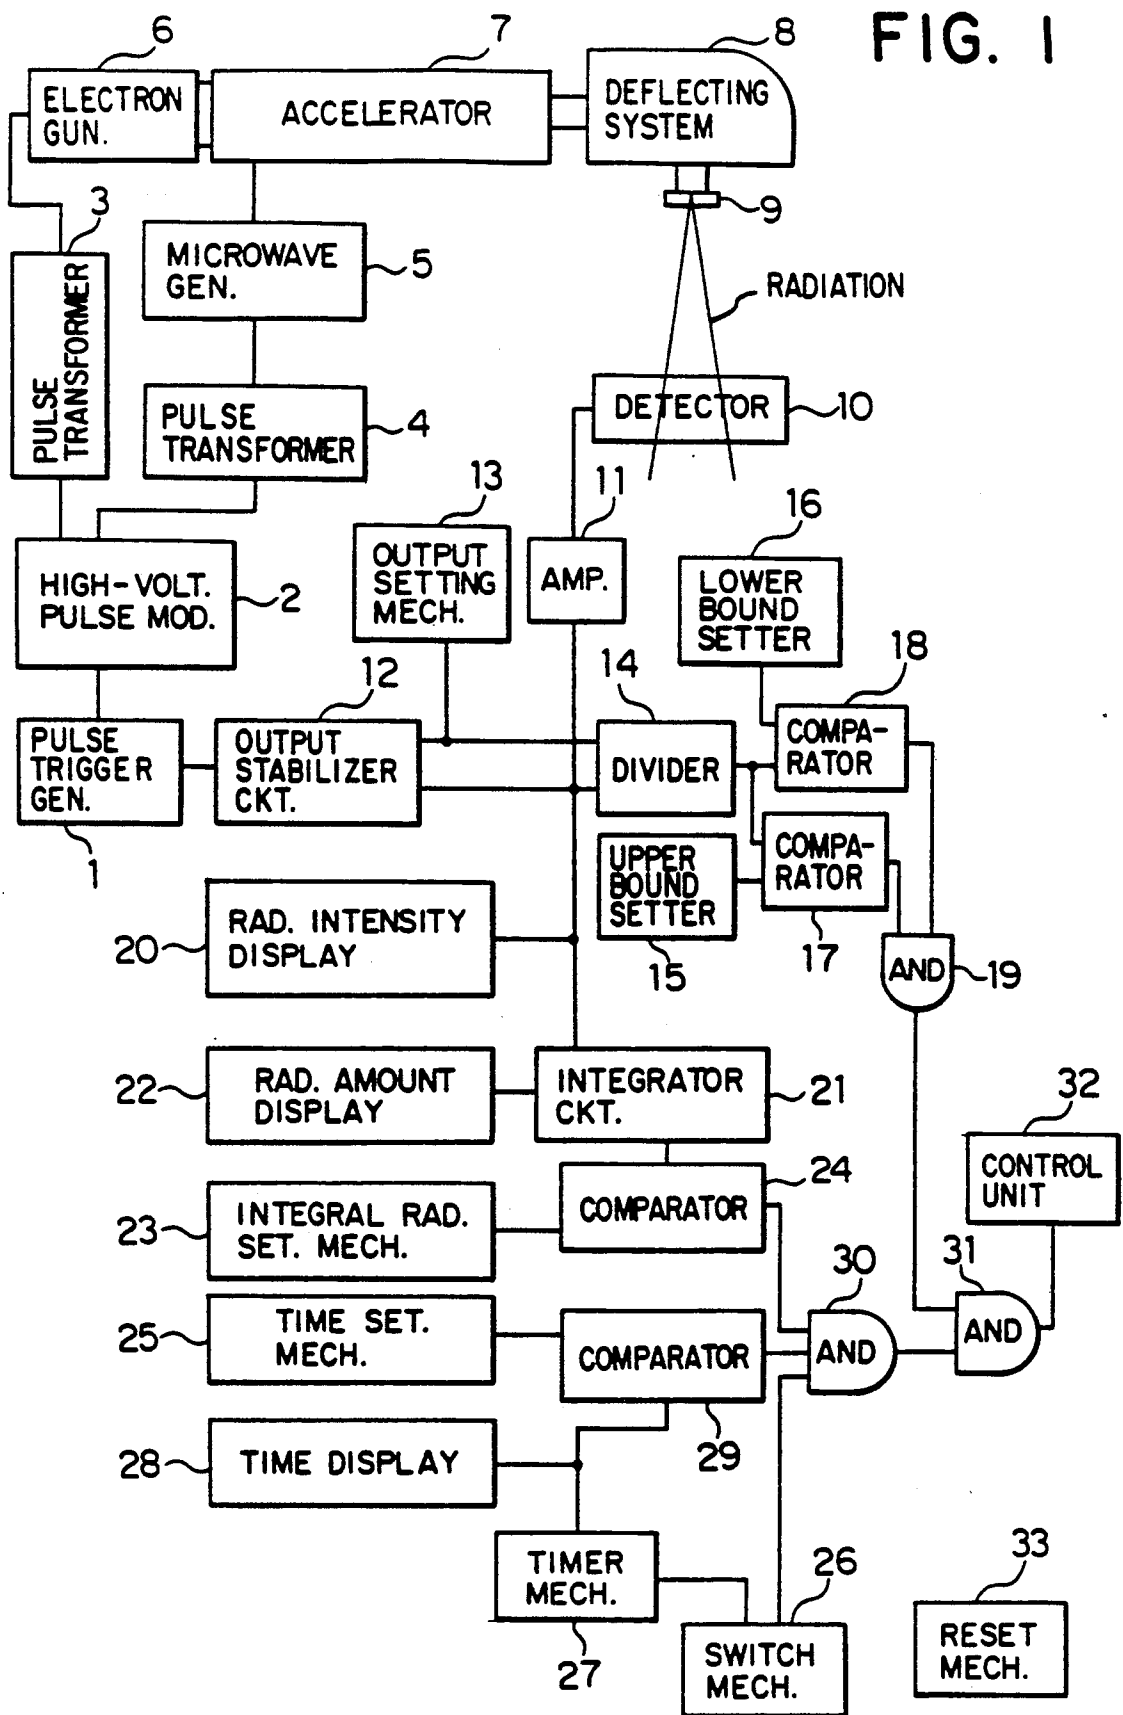 FIG. 1
6
7
8
ELECTRON
GUN.
ACCELERATOR
DEFLECTING
SYSTEM
9
3
MICROWAVE
GEN.
5
RADIATION
PULSE
TRANSFORMER
PULSE
TRANSFORMER
4
DETECTOR
10
13
11
16
HIGH-VOLT.
PULSE MOD.
2
OUTPUT
SETTING
MECH.
AMP.
LOWER
BOUND
SETTER
12
14
18
PULSE
TRIGGER
GEN.
OUTPUT
STABILIZER
CKT.
DIVIDER
COMPA-
RATOR
1
UPPER
BOUND
SETTER
COMPA-
RATOR
20
RAD. INTENSITY
DISPLAY
15
17
AND
19
22
RAD. AMOUNT
DISPLAY
INTEGRATOR
CKT.
21
32
24
CONTROL
UNIT
23
INTEGRAL RAD.
SET. MECH.
COMPARATOR
30
31
25
TIME SET.
MECH.
COMPARATOR
AND
AND
28
TIME DISPLAY
29
TIMER
MECH.
26
33
27
SWITCH
MECH.
RESET
MECH.